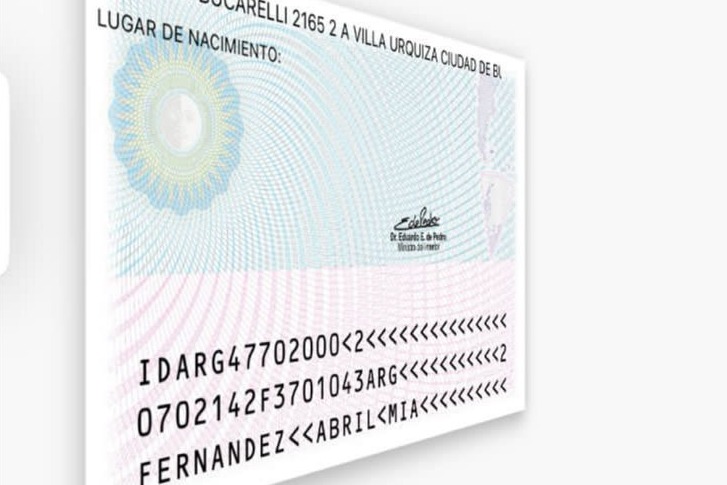 BUCARELLI 2165 2 A VILLA URQUIZA CIUDAD DE BU
LUGAR DE NACIMIENTO:
Dr. Eduardo E. de Pedro
Ministro del Interior
IDARG47702000<2<<<<<<<<<<<<<<<
0702142F3701043ARG<<<<<<<<<<<2
FERNANDEZ<<ABRIL<MIA<<<<<<<<<<